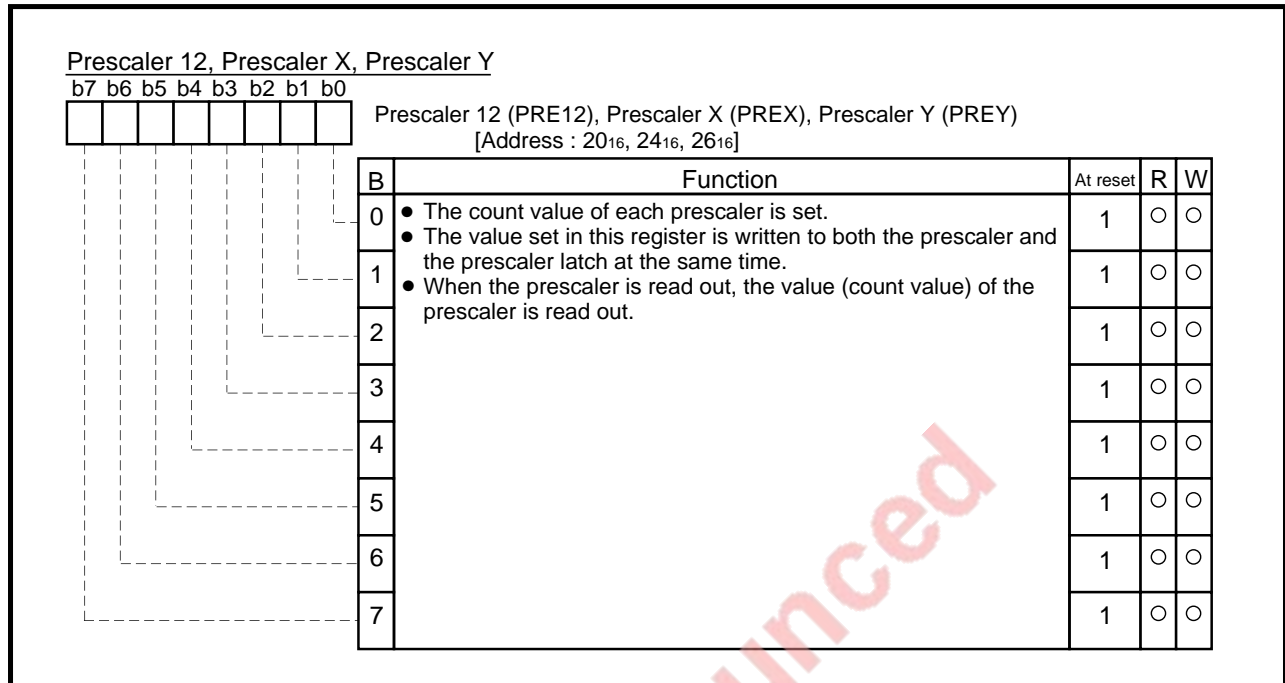 Prescaler 12, Prescaler X, Prescaler Y
b7 b6 b5 b4 b3 b2 b1 b0
Prescaler 12 (PRE12), Prescaler X (PREX), Prescaler Y (PREY)
[Address : 20₁₆, 24₁₆, 26₁₆]
B Function At reset R W
0 ● The count value of each prescaler is set. 1 ○ ○
● The value set in this register is written to both the prescaler and
1 the prescaler latch at the same time. 1 ○ ○
● When the prescaler is read out, the value (count value) of the
prescaler is read out.
2 1 ○ ○
3 1 ○ ○
4 1 ○ ○
5 1 ○ ○
6 1 ○ ○
7 1 ○ ○